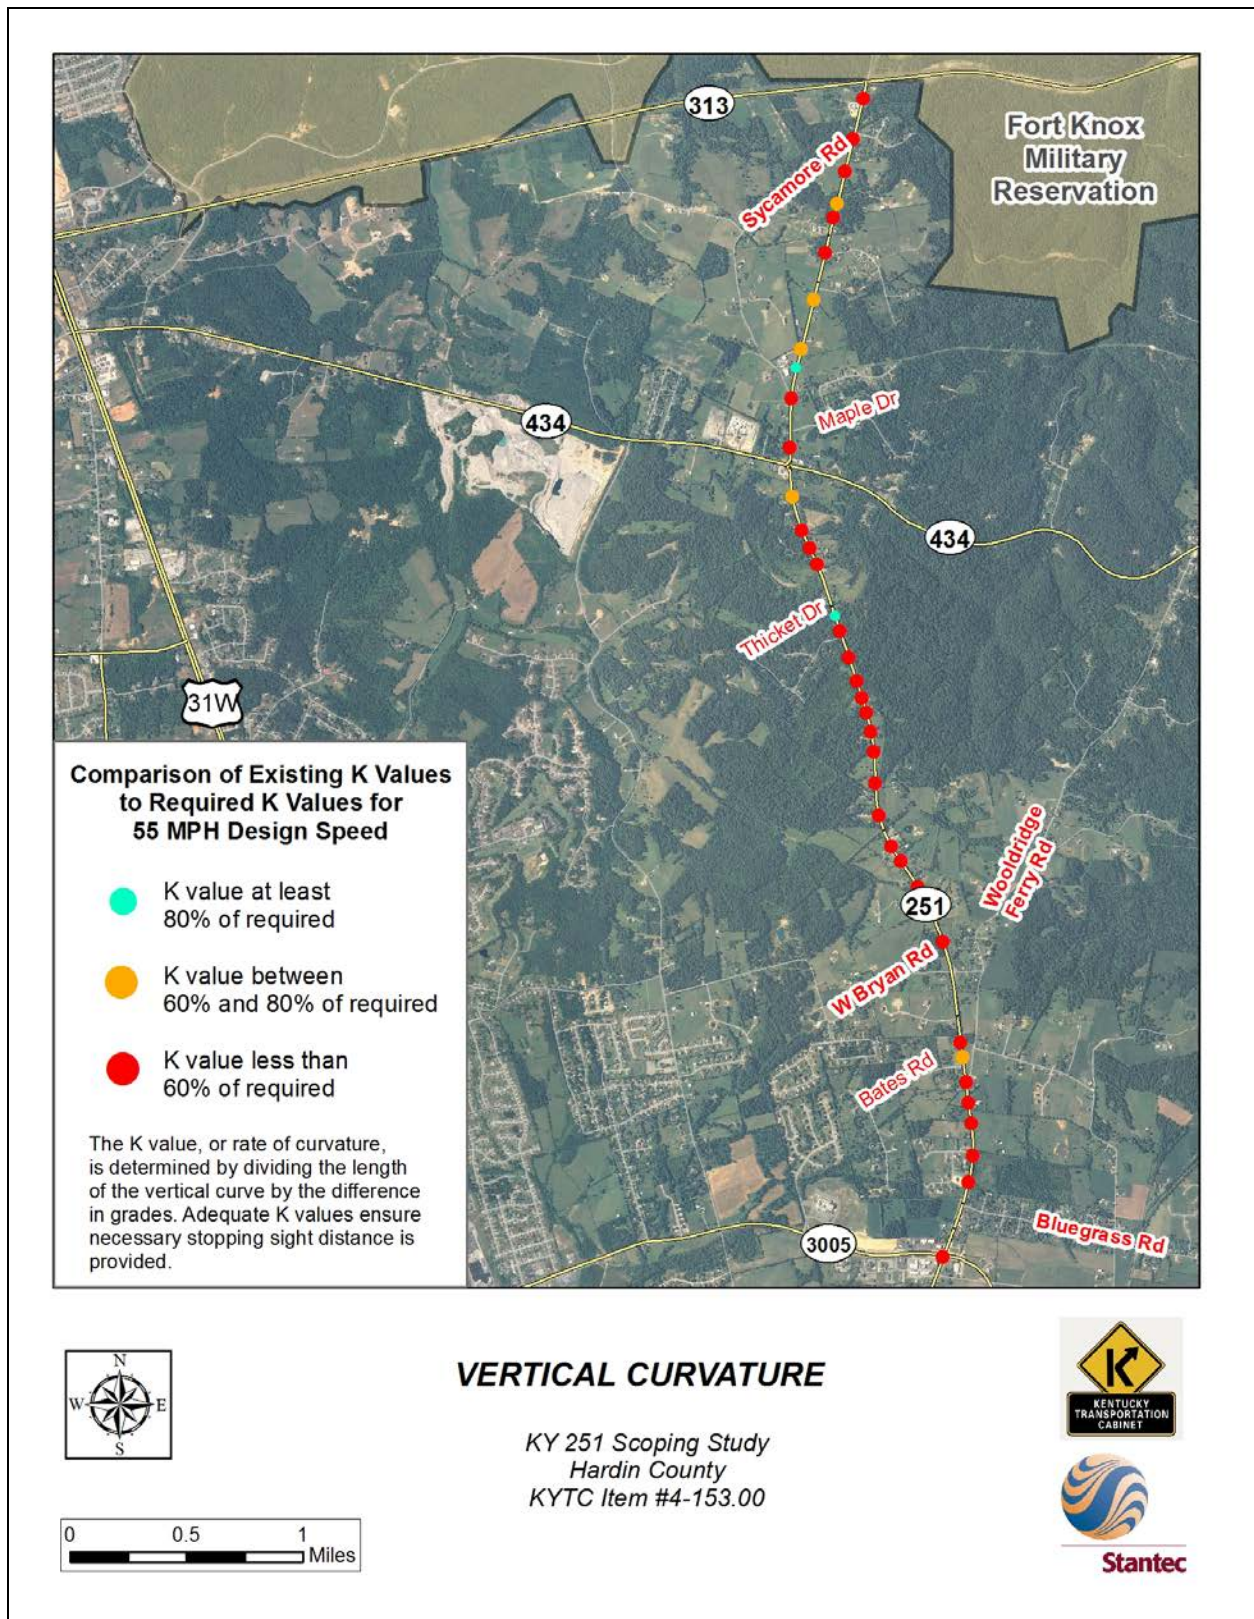 313
Fort Knox
Military
Reservation
Sycamore Rd
Maple Dr
434
434
Thicket Dr
31W
Comparison of Existing K Values
to Required K Values for
55 MPH Design Speed
K value at least
80% of required
K value between
60% and 80% of required
K value less than
60% of required
The K value, or rate of curvature,
is determined by dividing the length
of the vertical curve by the difference
in grades. Adequate K values ensure
necessary stopping sight distance is
provided.
Wooldridge
Ferry Rd
251
W Bryan Rd
Bates Rd
Bluegrass Rd
3005
N
W E
S
VERTICAL CURVATURE
KY 251 Scoping Study
Hardin County
KYTC Item #4-153.00
0 0.5 1
Miles
K
KENTUCKY
TRANSPORTATION
CABINET
Stantec